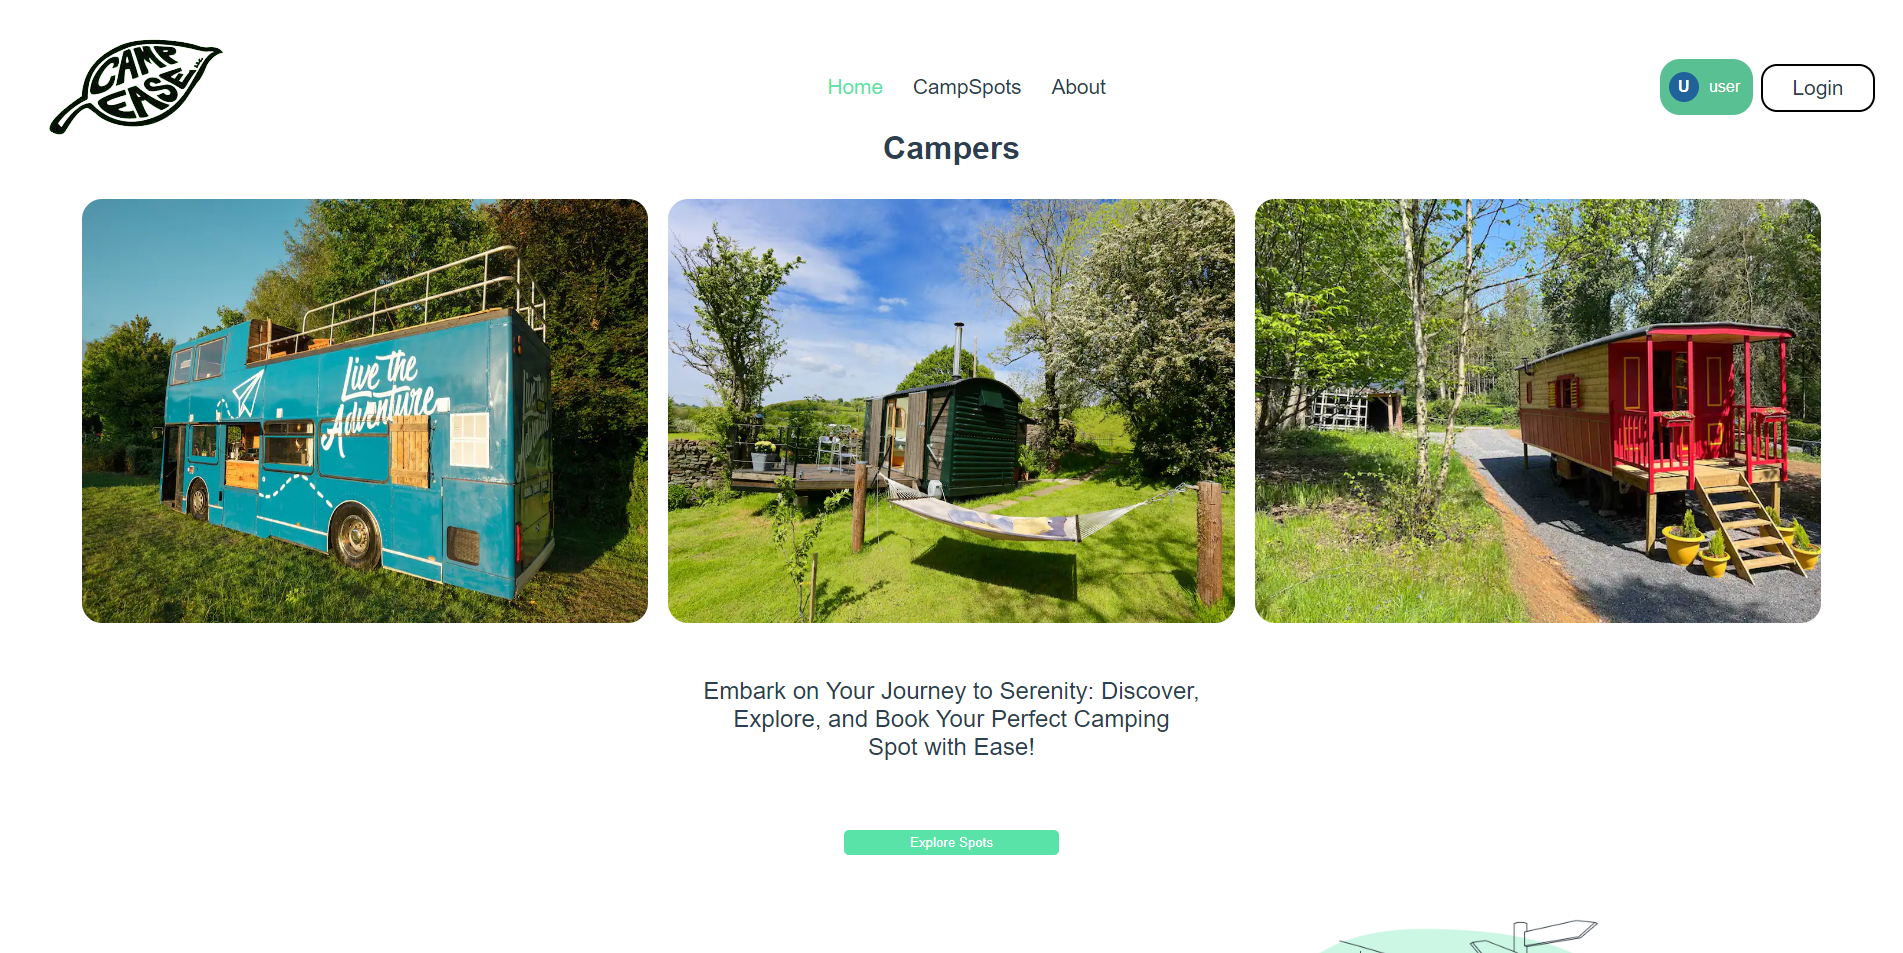 CAMP
EASE
Home
CampSpots
About
U
user
Login
Campers
Live the
Adventure
Embark on Your Journey to Serenity: Discover,
Explore, and Book Your Perfect Camping
Spot with Ease!
Explore Spots